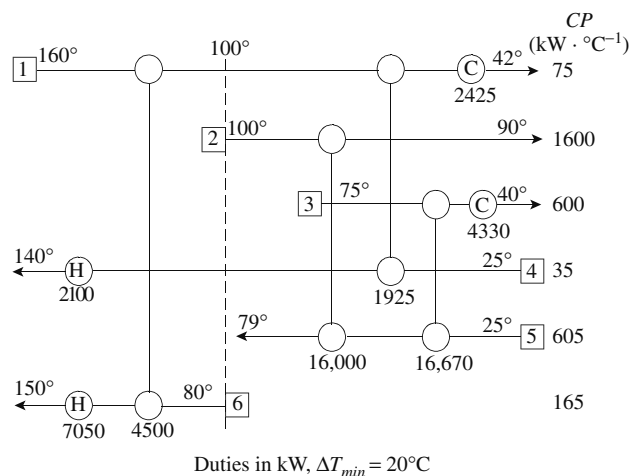 CP
(kW · °C⁻¹)
1 160° 100° C 42° 75
2425
2 100° 90° 1600
3 75° C 40° 600
4330
140° H 25° 4 35
2100 1925
79° 25° 5 605
16,000 16,670
150° H 80° 6 165
7050 4500
Duties in kW, ΔTmin = 20°C